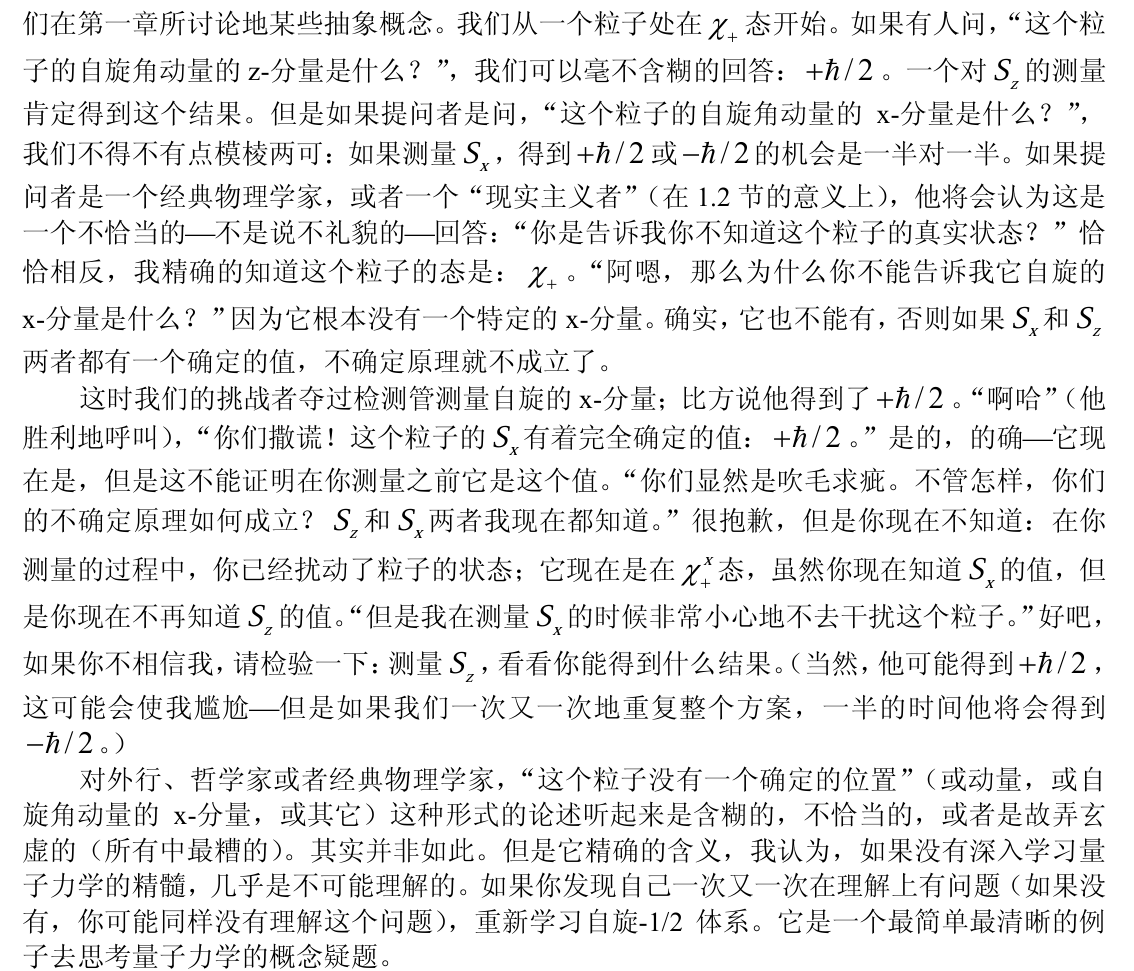 们在第一章所讨论地某些抽象概念。我们从一个粒子处在 χ₊ 态开始。如果有人问，“这个粒
子的自旋角动量的 z-分量是什么？”，我们可以毫不含糊的回答：+ℏ/2 。一个对 S_z 的测量
肯定得到这个结果。但是如果提问者是问，“这个粒子的自旋角动量的 x-分量是什么？”，
我们不得不有点模棱两可：如果测量 S_x，得到+ℏ/2或−ℏ/2的机会是一半对一半。如果提
问者是一个经典物理学家，或者一个“现实主义者”（在 1.2 节的意义上），他将会认为这是
一个不恰当的—不是说不礼貌的—回答：“你是告诉我你不知道这个粒子的真实状态？”恰
恰相反，我精确的知道这个粒子的态是： χ₊ 。“阿嗯，那么为什么你不能告诉我它自旋的
x-分量是什么？”因为它根本没有一个特定的 x-分量。确实，它也不能有，否则如果 S_x 和 S_z
两者都有一个确定的值，不确定原理就不成立了。
这时我们的挑战者夺过检测管测量自旋的 x-分量；比方说他得到了+ℏ/2 。“啊哈”（他
胜利地呼叫），“你们撒谎！这个粒子的 S_x 有着完全确定的值：+ℏ/2 。”是的，的确—它现
在是，但是这不能证明在你测量之前它是这个值。“你们显然是吹毛求疵。不管怎样，你们
的不确定原理如何成立？ S_z 和 S_x 两者我现在都知道。”很抱歉，但是你现在不知道：在你
测量的过程中，你已经扰动了粒子的状态；它现在是在 χ₊ˣ 态，虽然你现在知道 S_x 的值，但
是你现在不再知道 S_z 的值。“但是我在测量 S_x 的时候非常小心地不去干扰这个粒子。”好吧，
如果你不相信我，请检验一下：测量 S_z，看看你能得到什么结果。（当然，他可能得到+ℏ/2，
这可能会使我尴尬—但是如果我们一次又一次地重复整个方案，一半的时间他将会得到
−ℏ/2 。）
对外行、哲学家或者经典物理学家，“这个粒子没有一个确定的位置”（或动量，或自
旋角动量的 x-分量，或其它）这种形式的论述听起来是含糊的，不恰当的，或者是故弄玄
虚的（所有中最糟的）。其实并非如此。但是它精确的含义，我认为，如果没有深入学习量
子力学的精髓，几乎是不可能理解的。如果你发现自己一次又一次在理解上有问题（如果没
有，你可能同样没有理解这个问题），重新学习自旋-1/2 体系。它是一个最简单最清晰的例
子去思考量子力学的概念疑题。